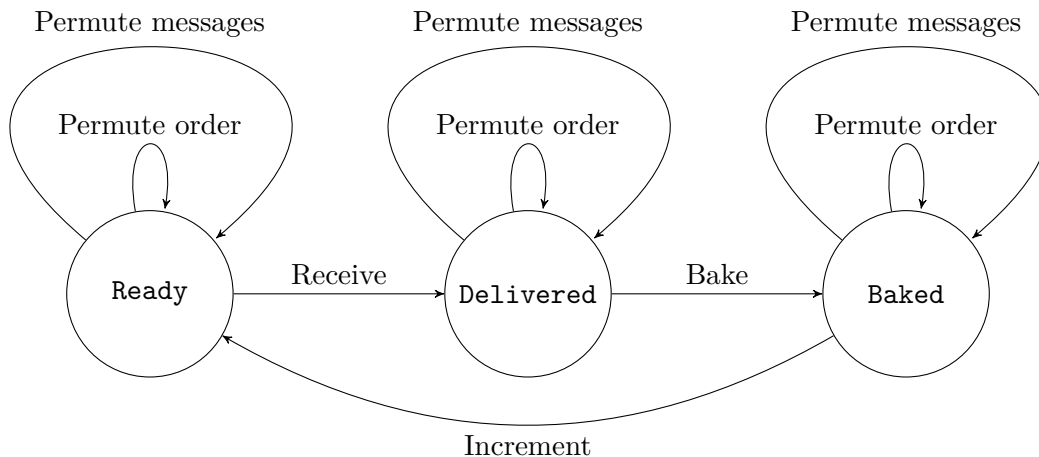 Permute messages
Permute messages
Permute messages
Permute order
Permute order
Permute order
Receive
Bake
Ready
Delivered
Baked
Increment